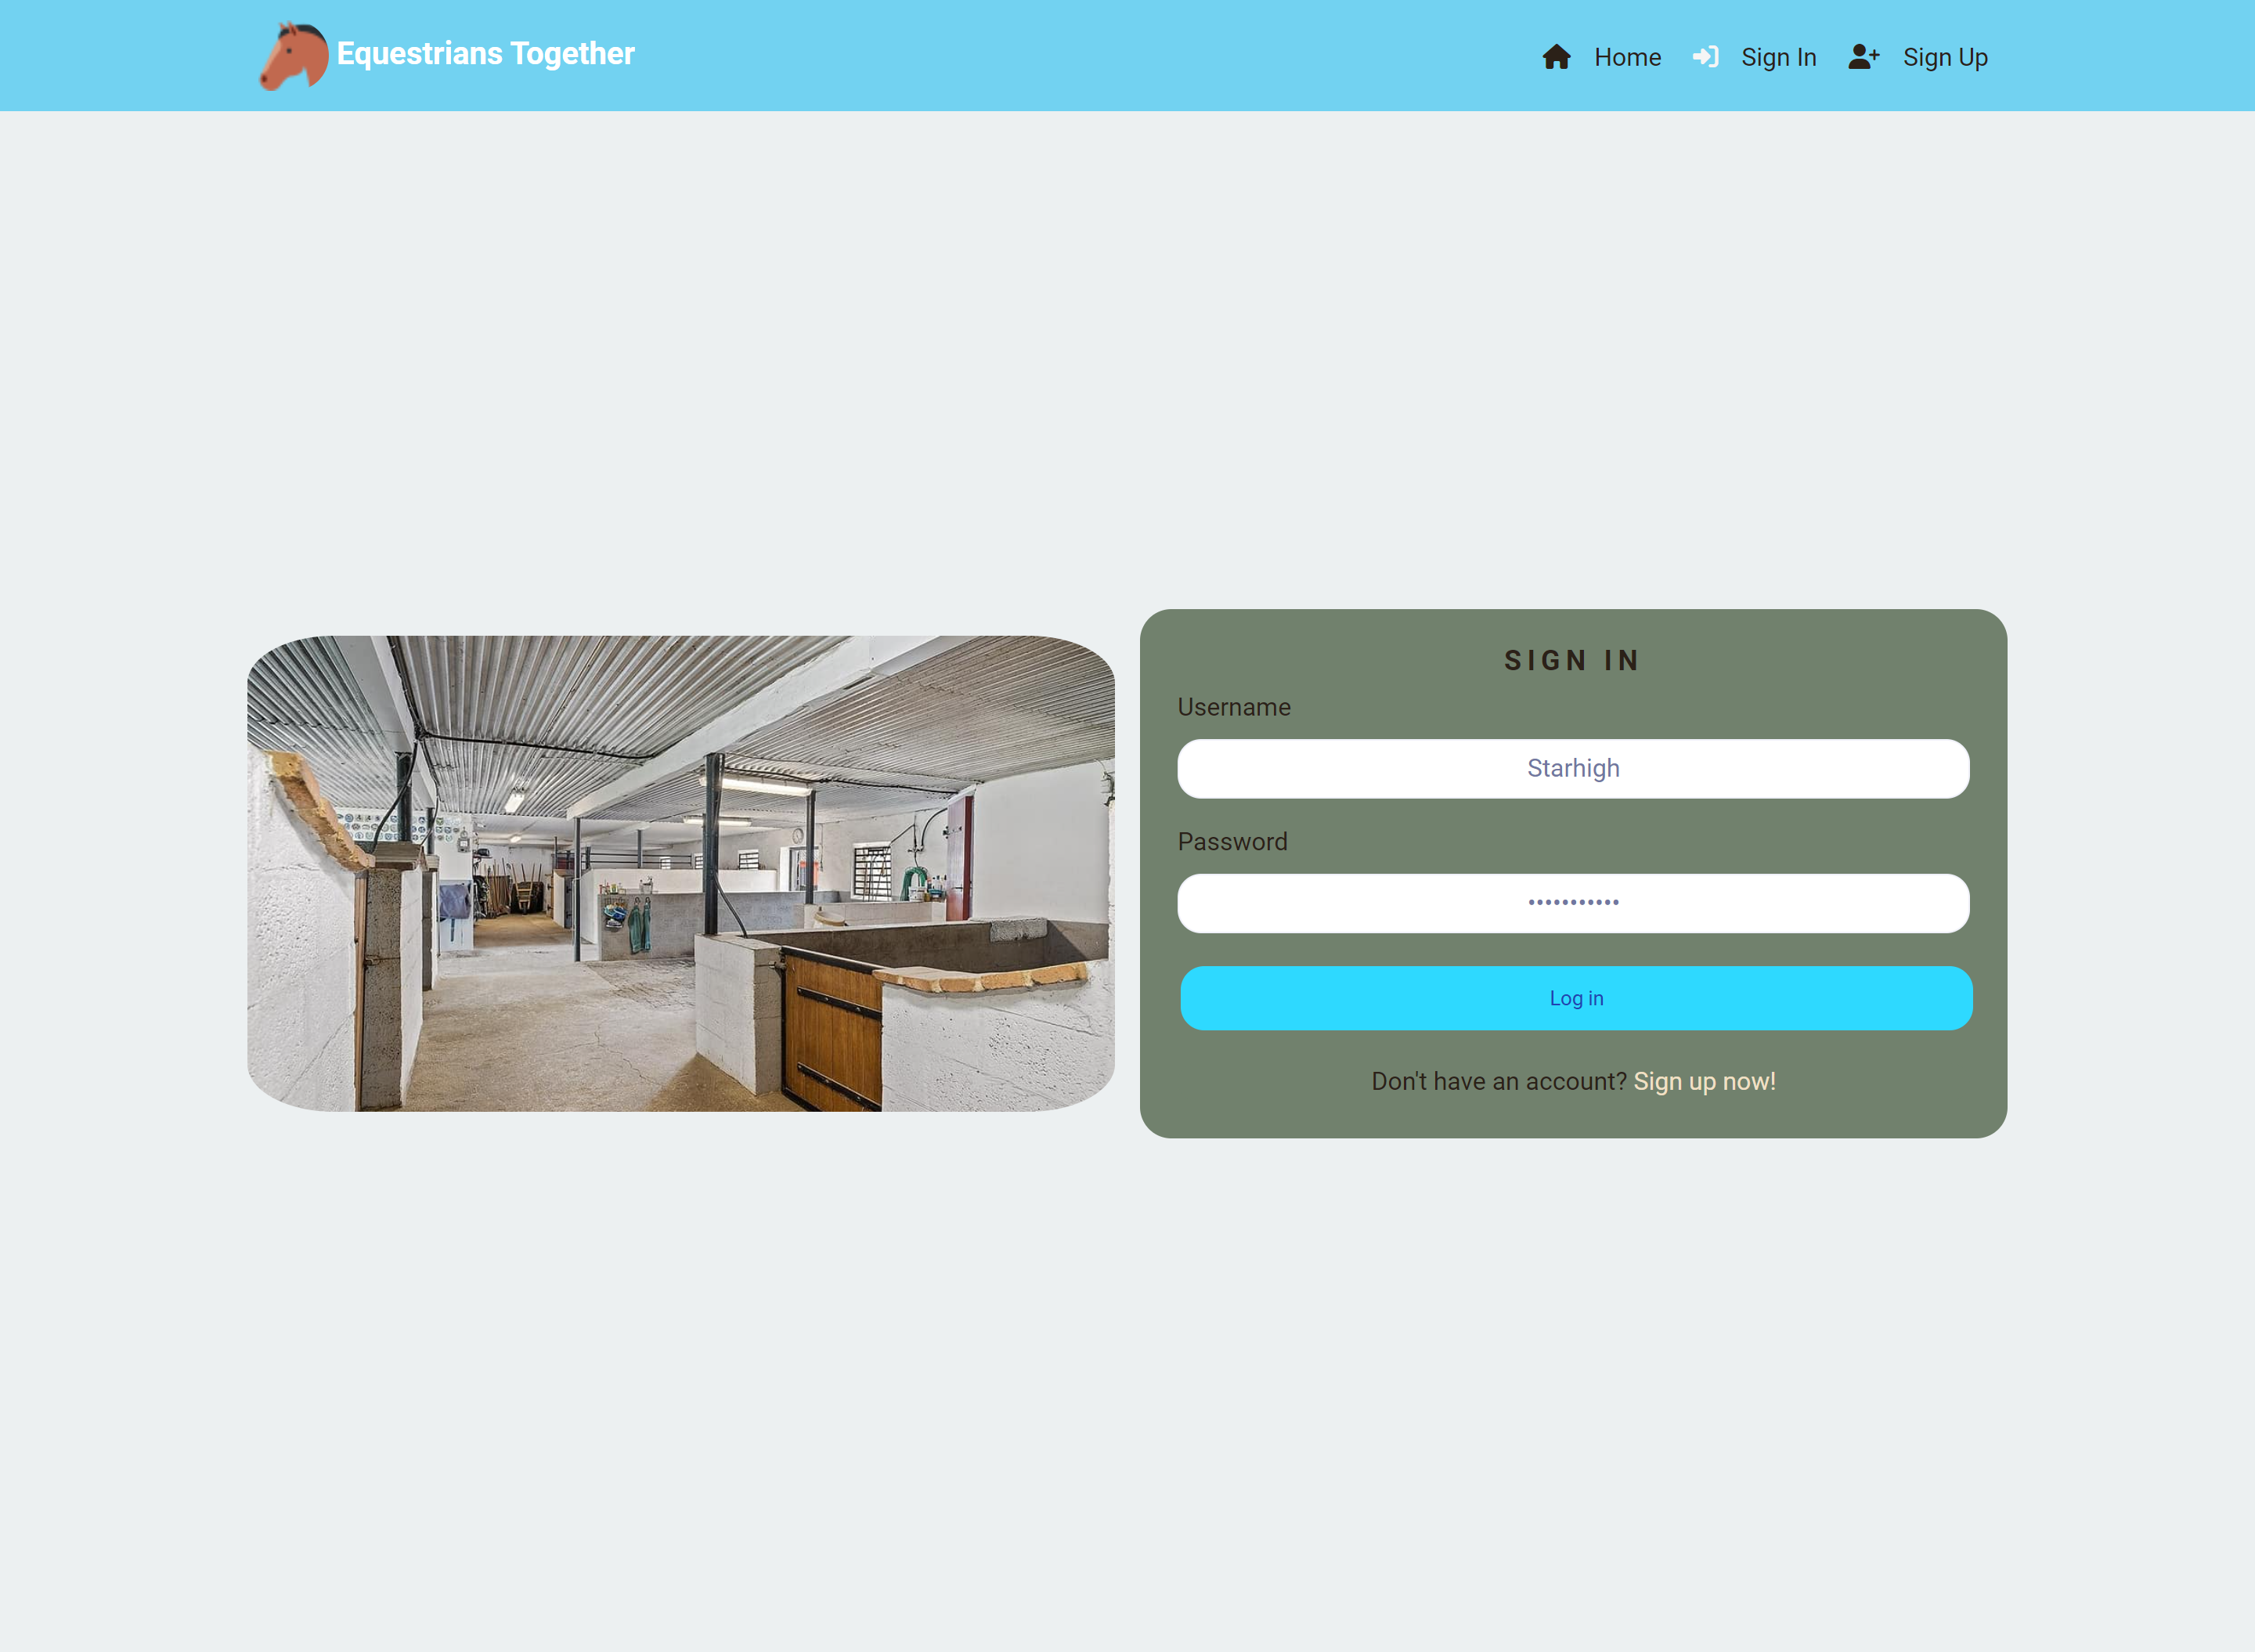 Equestrians Together
Home
Sign In
Sign Up
SIGN IN
Username
Starhigh
Password
•••••••••••
Log in
Don't have an account? Sign up now!